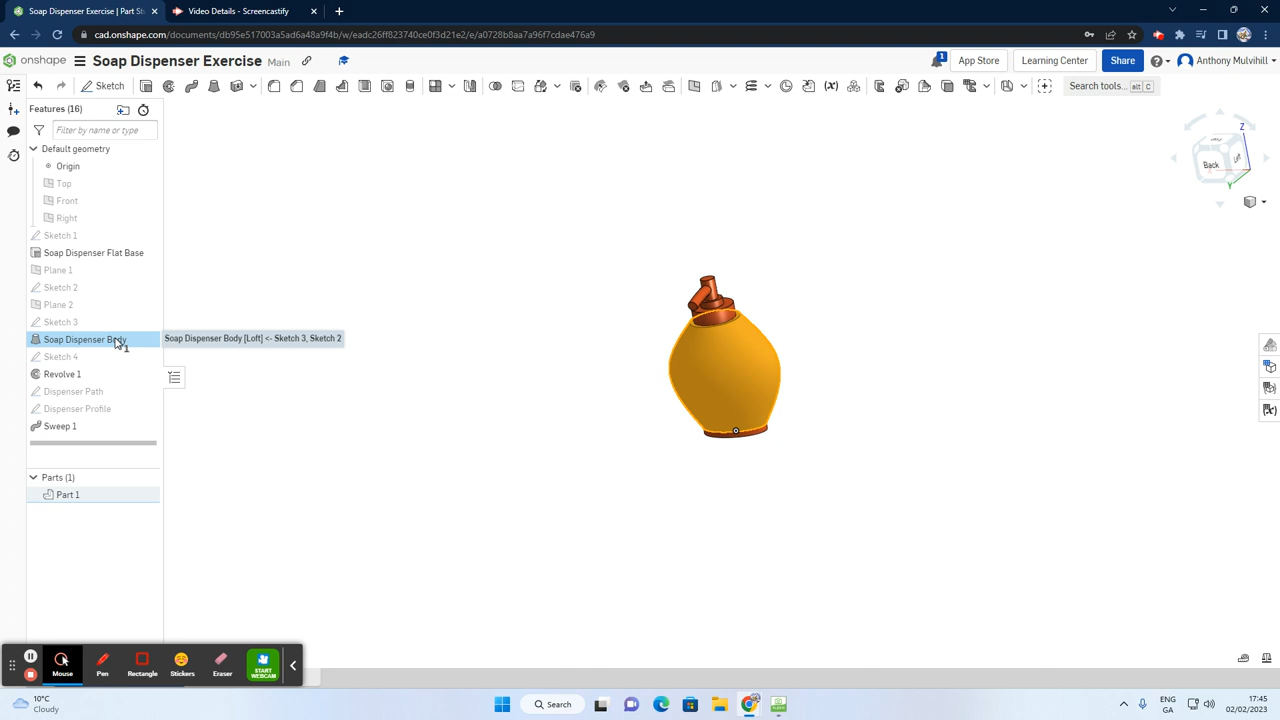 Soap Dispenser Exercise | Part St
Video Details - Screencastify
cad.onshape.com/documents/db95e517003a5ad6a48a9f4b/w/eadc26ff823740ce0f3d21e2/e/a0728b8aa7a96f7cdae476a9
onshape
Soap Dispenser Exercise Main
1
App Store
Learning Center
Share
Anthony Mulvihill
Sketch
Search tools... alt C
Features (16)
Filter by name or type
Default geometry
Origin
Top
Front
Right
Sketch 1
Soap Dispenser Flat Base
Plane 1
Sketch 2
Plane 2
Sketch 3
Soap Dispenser Body
Soap Dispenser Body [Loft] <- Sketch 3, Sketch 2
Sketch 4
Revolve 1
Dispenser Path
Dispenser Profile
Sweep 1
Parts (1)
Part 1
Z
Back
Left
Y
Mouse
Pen
Rectangle
Stickers
Eraser
START WEBCAM
10°C
Cloudy
Search
ENG
GA
17:45
02/02/2023